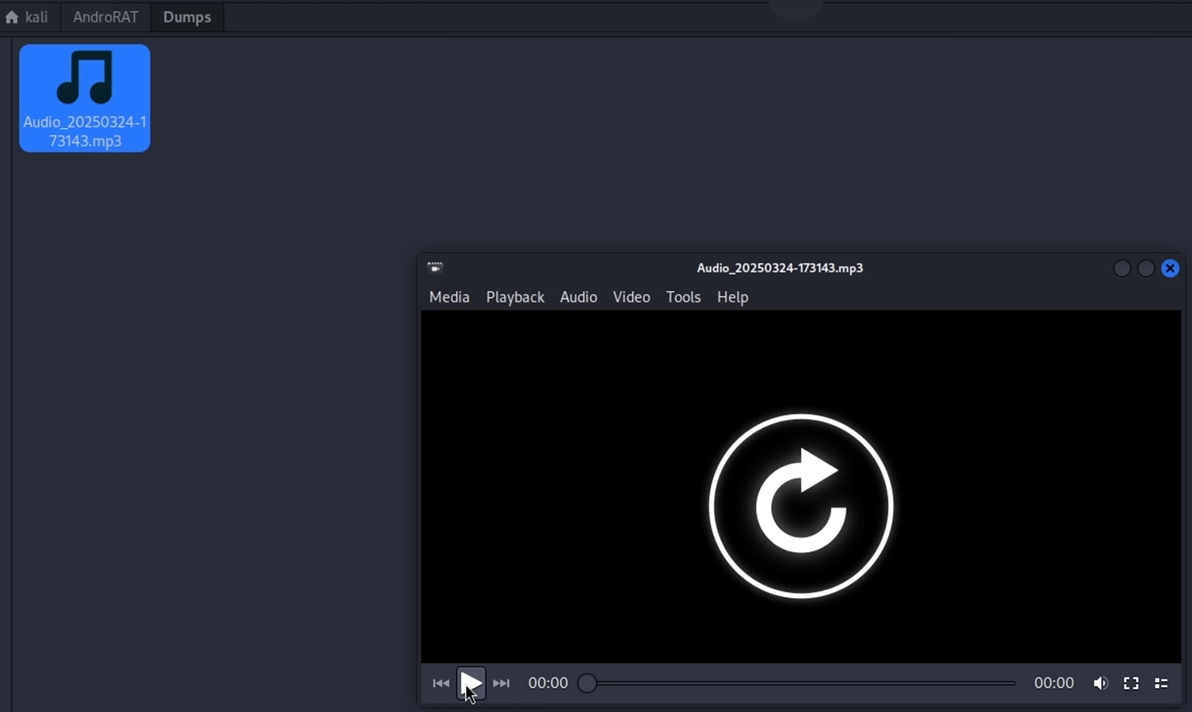 kali AndroRAT Dumps
Audio_20250324-1
73143.mp3
Audio_20250324-173143.mp3
Media Playback Audio Video Tools Help
00:00 00:00